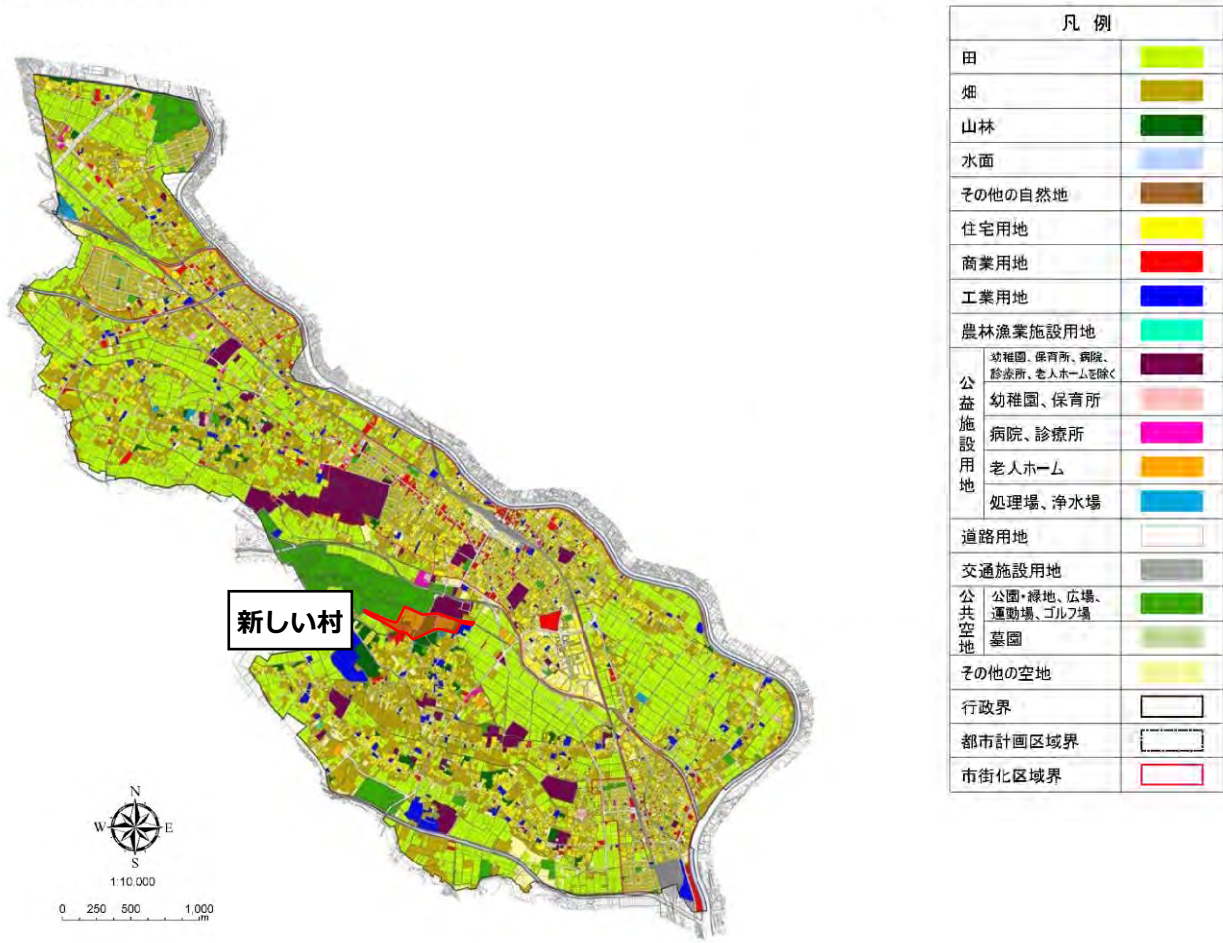 凡 例
田
畑
山林
水面
その他の自然地
住宅用地
商業用地
工業用地
農林漁業施設用地
公益施設用地
幼稚園、保育所、病院、
診療所、老人ホームを除く
幼稚園、保育所
病院、診療所
老人ホーム
処理場、浄水場
道路用地
交通施設用地
公共空地
公園・緑地、広場、
運動場、ゴルフ場
墓園
その他の空地
行政界
都市計画区域界
市街化区域界
新しい村
N
W E
S
1:10,000
0 250 500 1,000
m